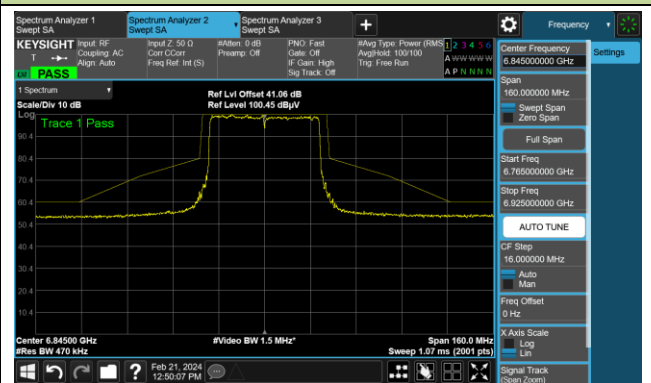 Spectrum Analyzer 1
Swept SA
Spectrum Analyzer 2
Swept SA
Spectrum Analyzer 3
Swept SA
+
Frequency
KEYSIGHT
Input: RF
Coupling: AC
Align: Auto
Input Z: 50 Ω
Corr CCorr
Freq Ref: Int (S)
#Atten: 0 dB
Preamp: Off
PNO: Fast
Gate: Off
IF Gain: High
Sig Track: Off
#Avg Type: Power (RMS
Avg|Hold: 100/100
Trig: Free Run
1 2 3 4 5 6
A W W W W W
A P N N N N
T
PASS
1 Spectrum
Scale/Div 10 dB
Log
Ref Lvl Offset 41.06 dB
Ref Level 100.45 dBµV
Trace 1 Pass
90.4
80.4
70.4
60.4
50.4
40.4
30.4
20.4
10.4
Center 6.84500 GHz
#Res BW 470 kHz
#Video BW 1.5 MHz*
Span 160.0 MHz
Sweep 1.07 ms (2001 pts)
Feb 21, 2024
12:50:07 PM
?
Center Frequency
6.845000000 GHz
Settings
Span
160.000000 MHz
Swept Span
Zero Span
Full Span
Start Freq
6.765000000 GHz
Stop Freq
6.925000000 GHz
AUTO TUNE
CF Step
16.000000 MHz
Auto
Man
Freq Offset
0 Hz
X Axis Scale
Log
Lin
Signal Track
(Span Zoom)